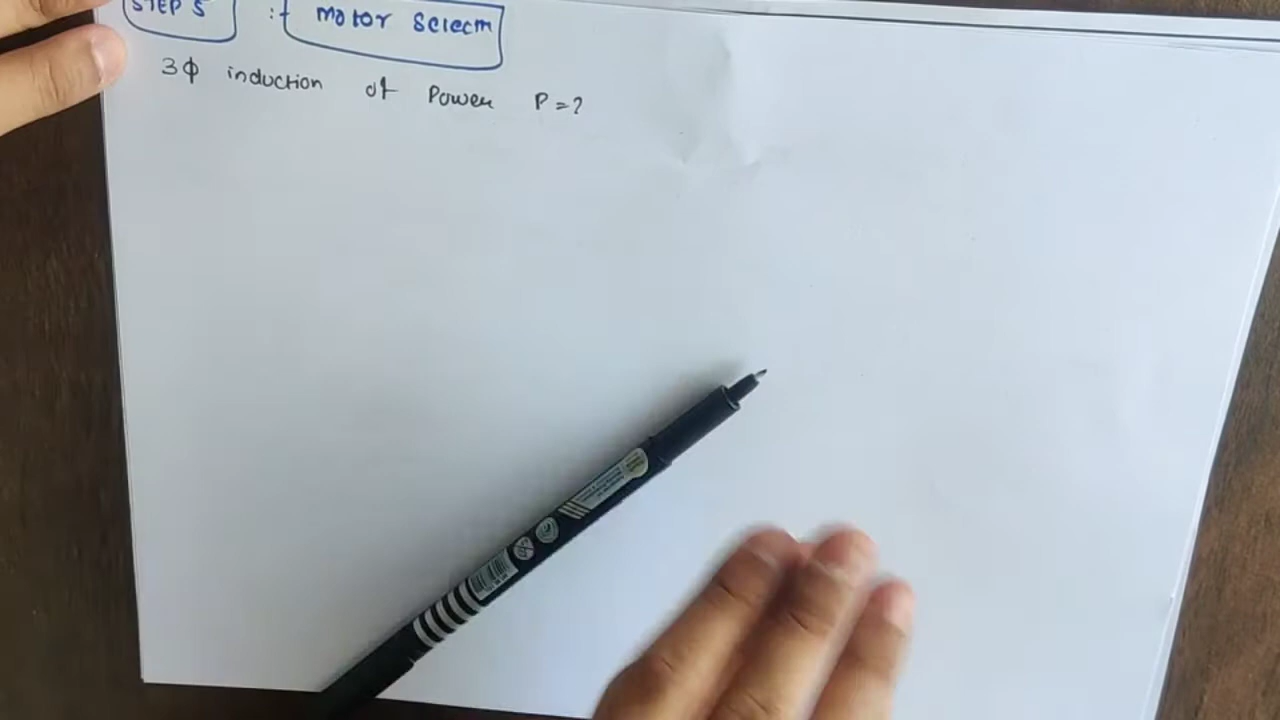 STEP 5 :- Motor Selecm
3ϕ induction of Power P = ?